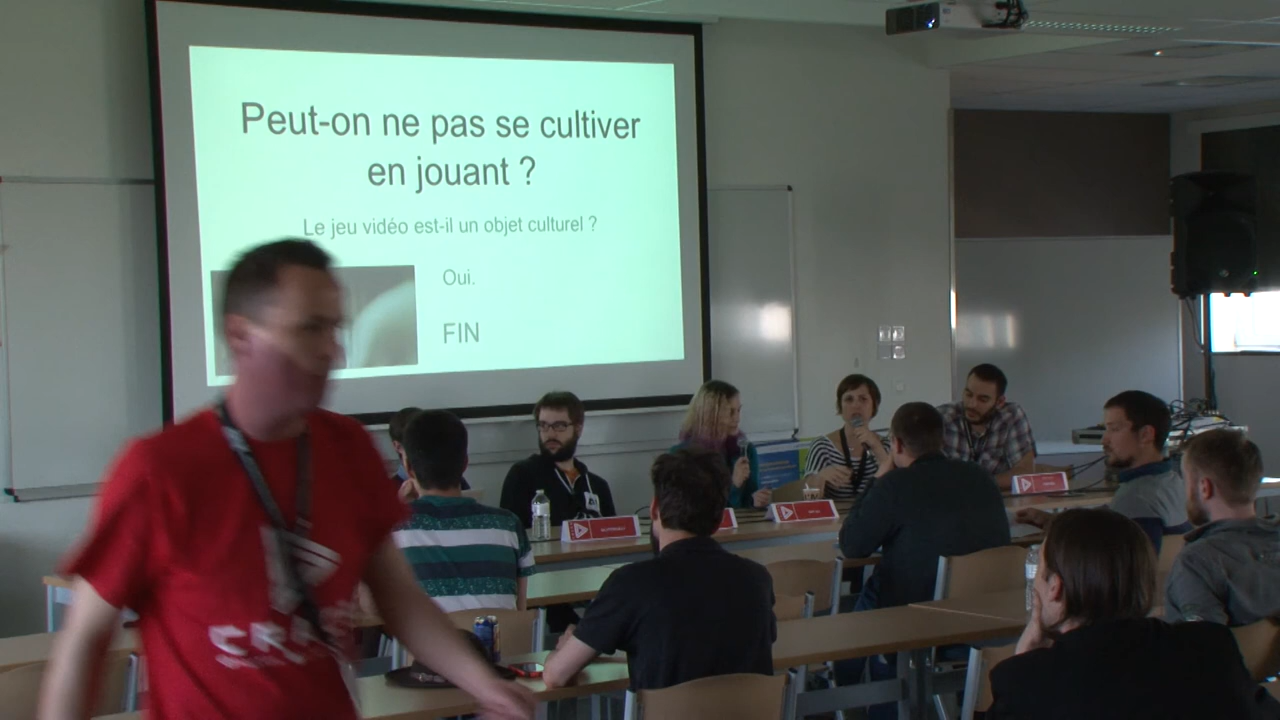 Peut-on ne pas se cultiver
en jouant ?
Le jeu vidéo est-il un objet culturel ?
Oui.
FIN